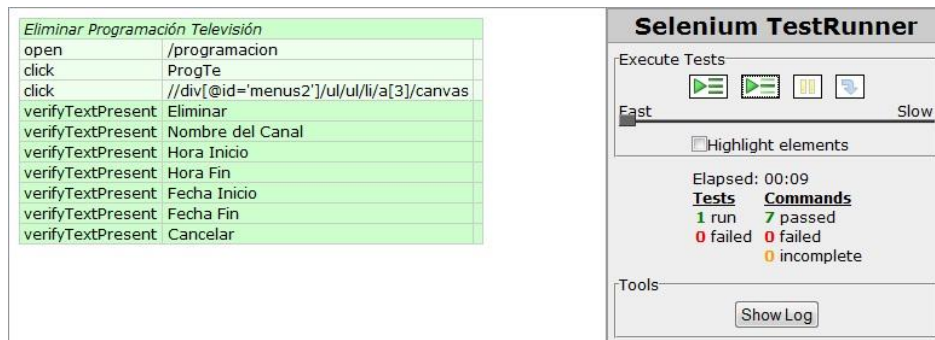 Eliminar Programación Televisión
open /programacion
click ProgTe
click //div[@id='menus2']/ul/ul/li/a[3]/canvas
verifyTextPresent Eliminar
verifyTextPresent Nombre del Canal
verifyTextPresent Hora Inicio
verifyTextPresent Hora Fin
verifyTextPresent Fecha Inicio
verifyTextPresent Fecha Fin
verifyTextPresent Cancelar
Selenium TestRunner
Execute Tests
Fast Slow
Highlight elements
Elapsed: 00:09
Tests Commands
1 run 7 passed
0 failed 0 failed
0 incomplete
Tools
Show Log